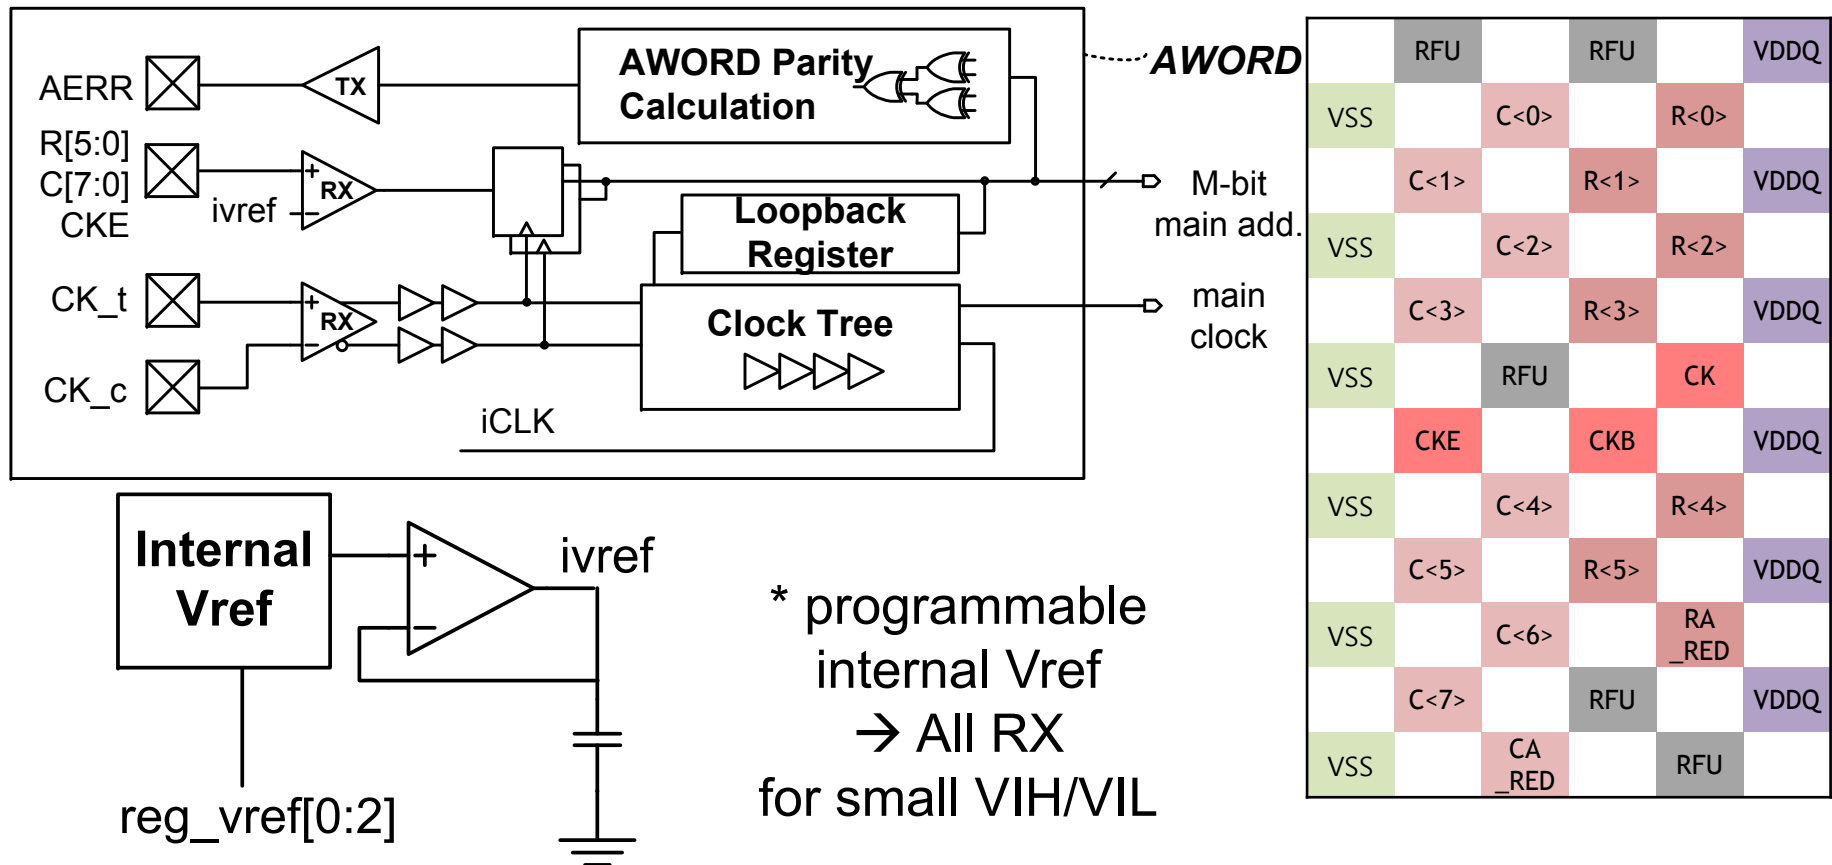 AERR
TX
AWORD Parity
Calculation
AWORD
R[5:0]
C[7:0]
CKE
ivref
+
RX
−
M-bit
main add.
Loopback
Register
CK_t
+
RX
−
CK_c
Clock Tree
main
clock
iCLK
Internal
Vref
+
−
ivref
reg_vref[0:2]
* programmable
internal Vref
→ All RX
for small VIH/VIL
RFU RFU VDDQ
VSS C<0> R<0>
C<1> R<1> VDDQ
VSS C<2> R<2>
C<3> R<3> VDDQ
VSS RFU CK
CKE CKB VDDQ
VSS C<4> R<4>
C<5> R<5> VDDQ
VSS C<6> RA
_RED
C<7> RFU VDDQ
VSS CA
_RED RFU